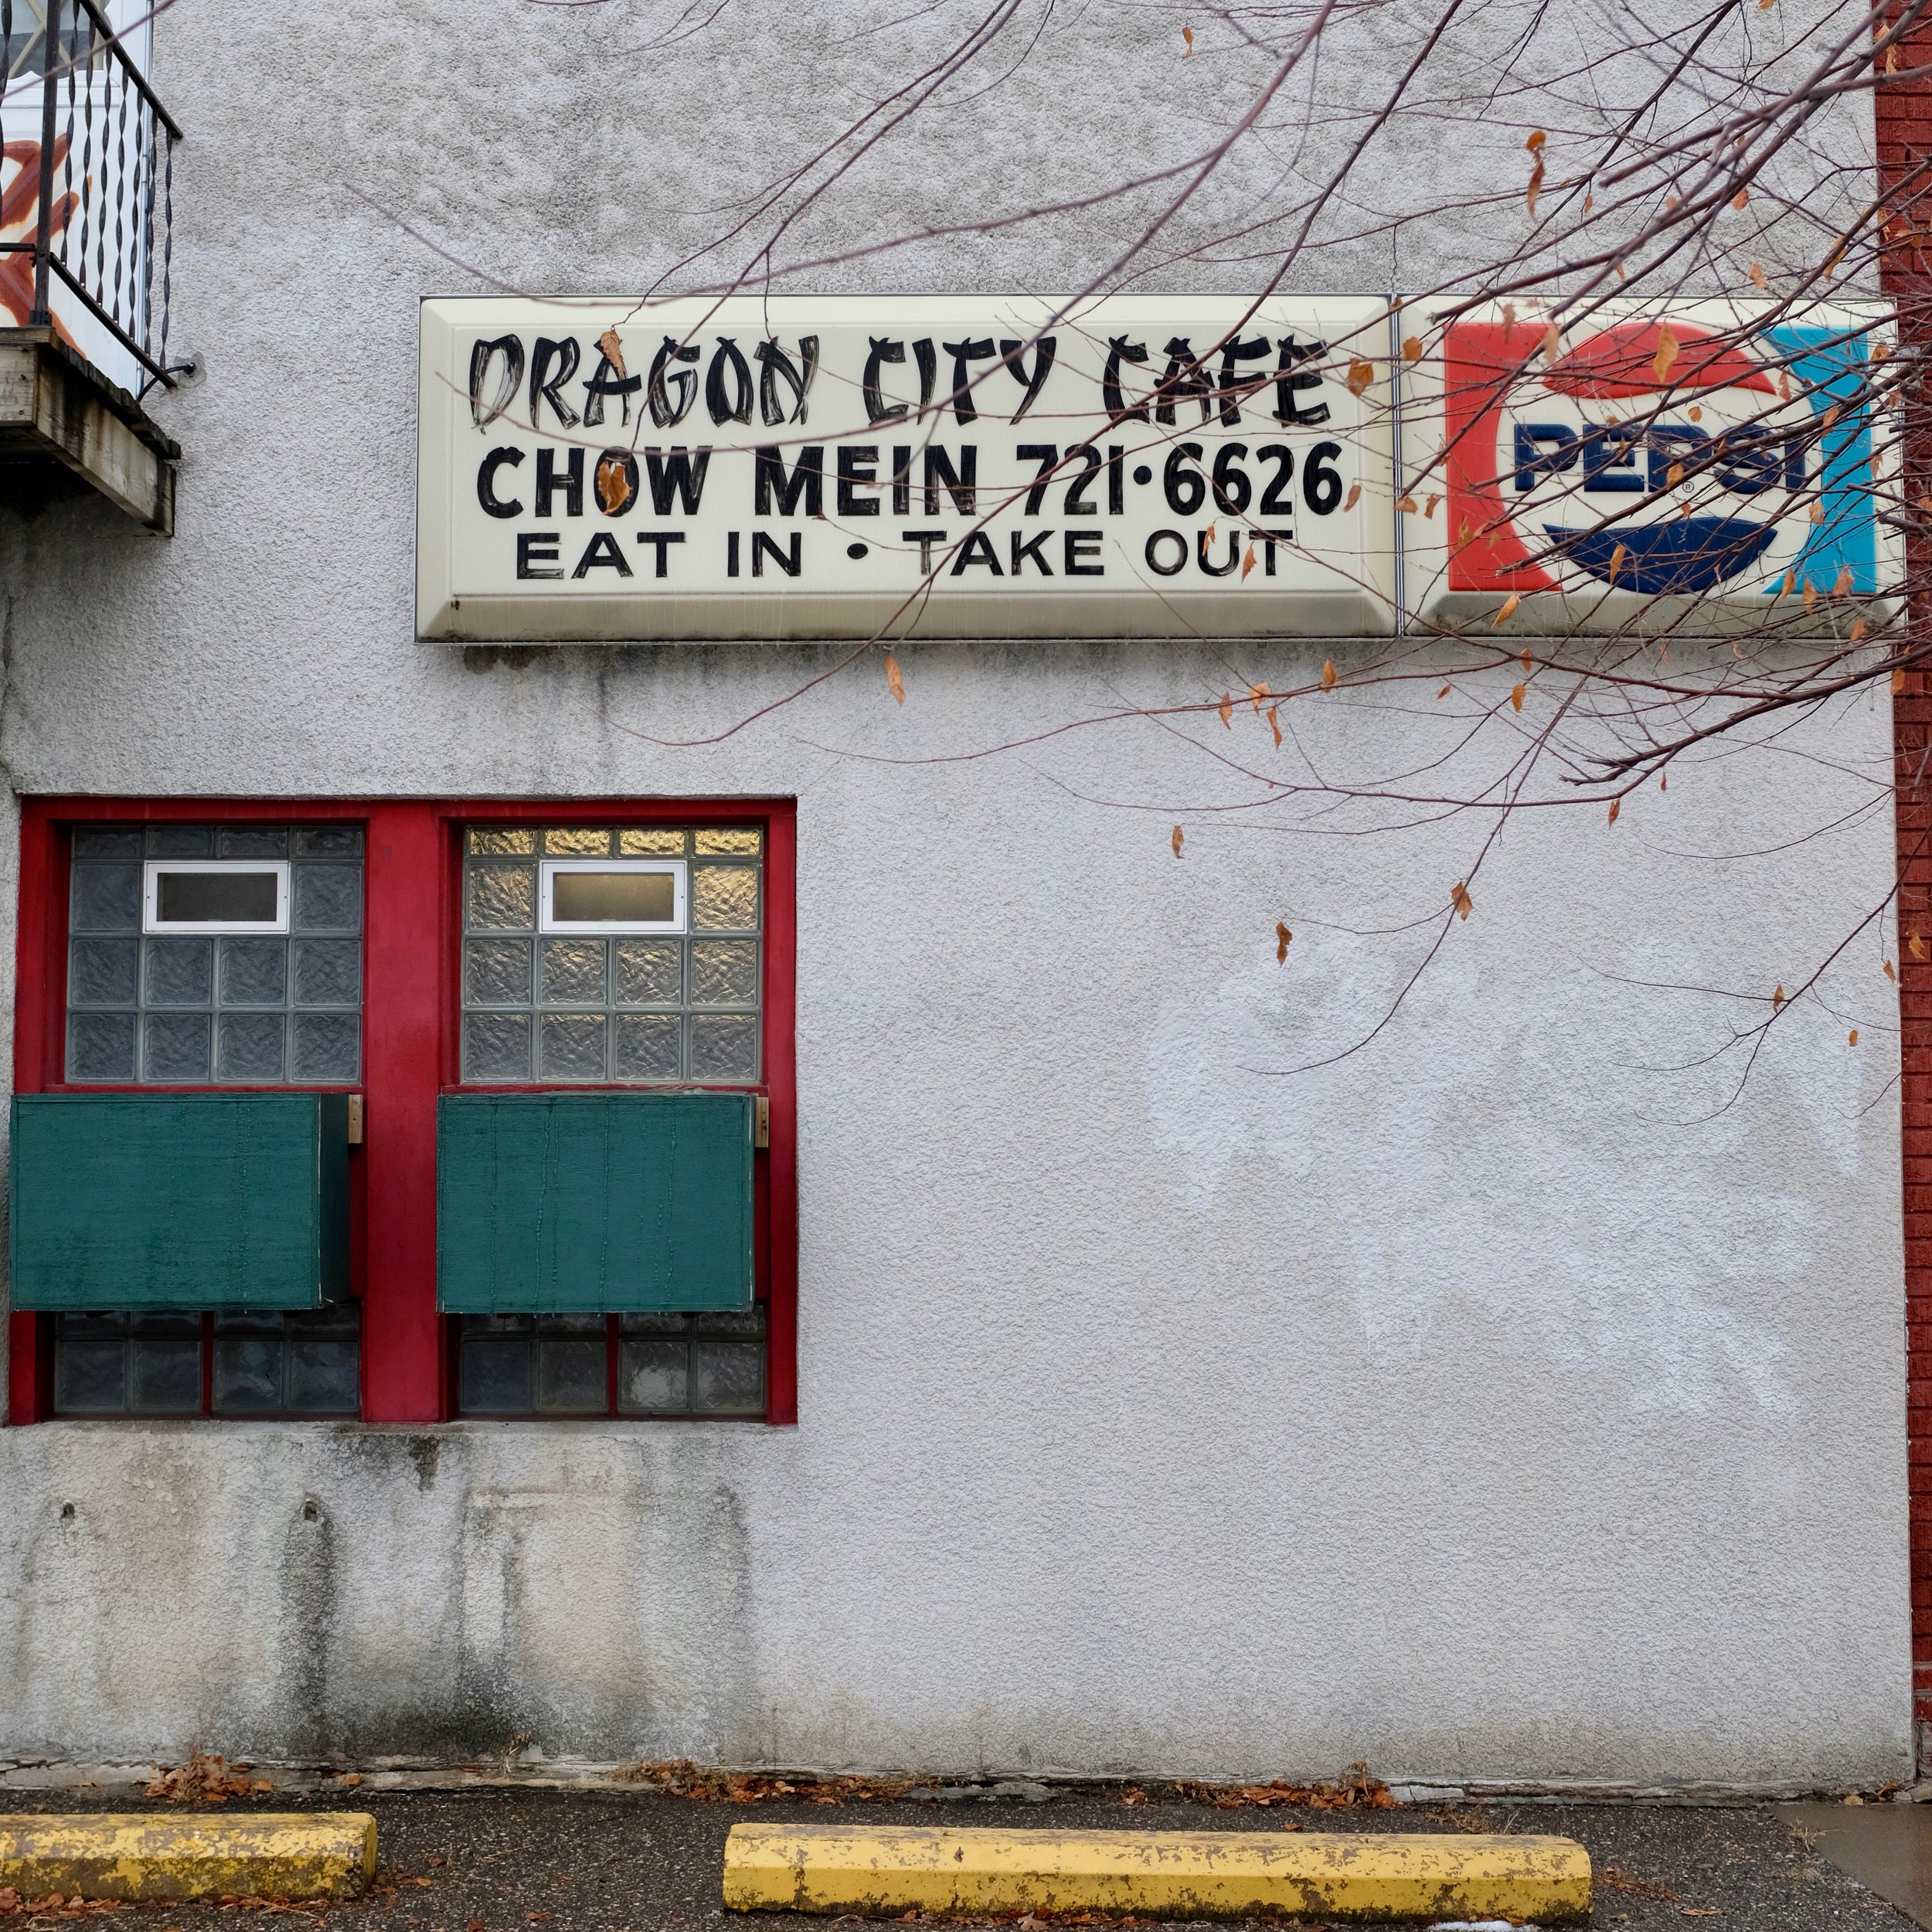 DRAGON CITY CAFE
CHOW MEIN 721•6626
EAT IN • TAKE OUT
PEPSI
®